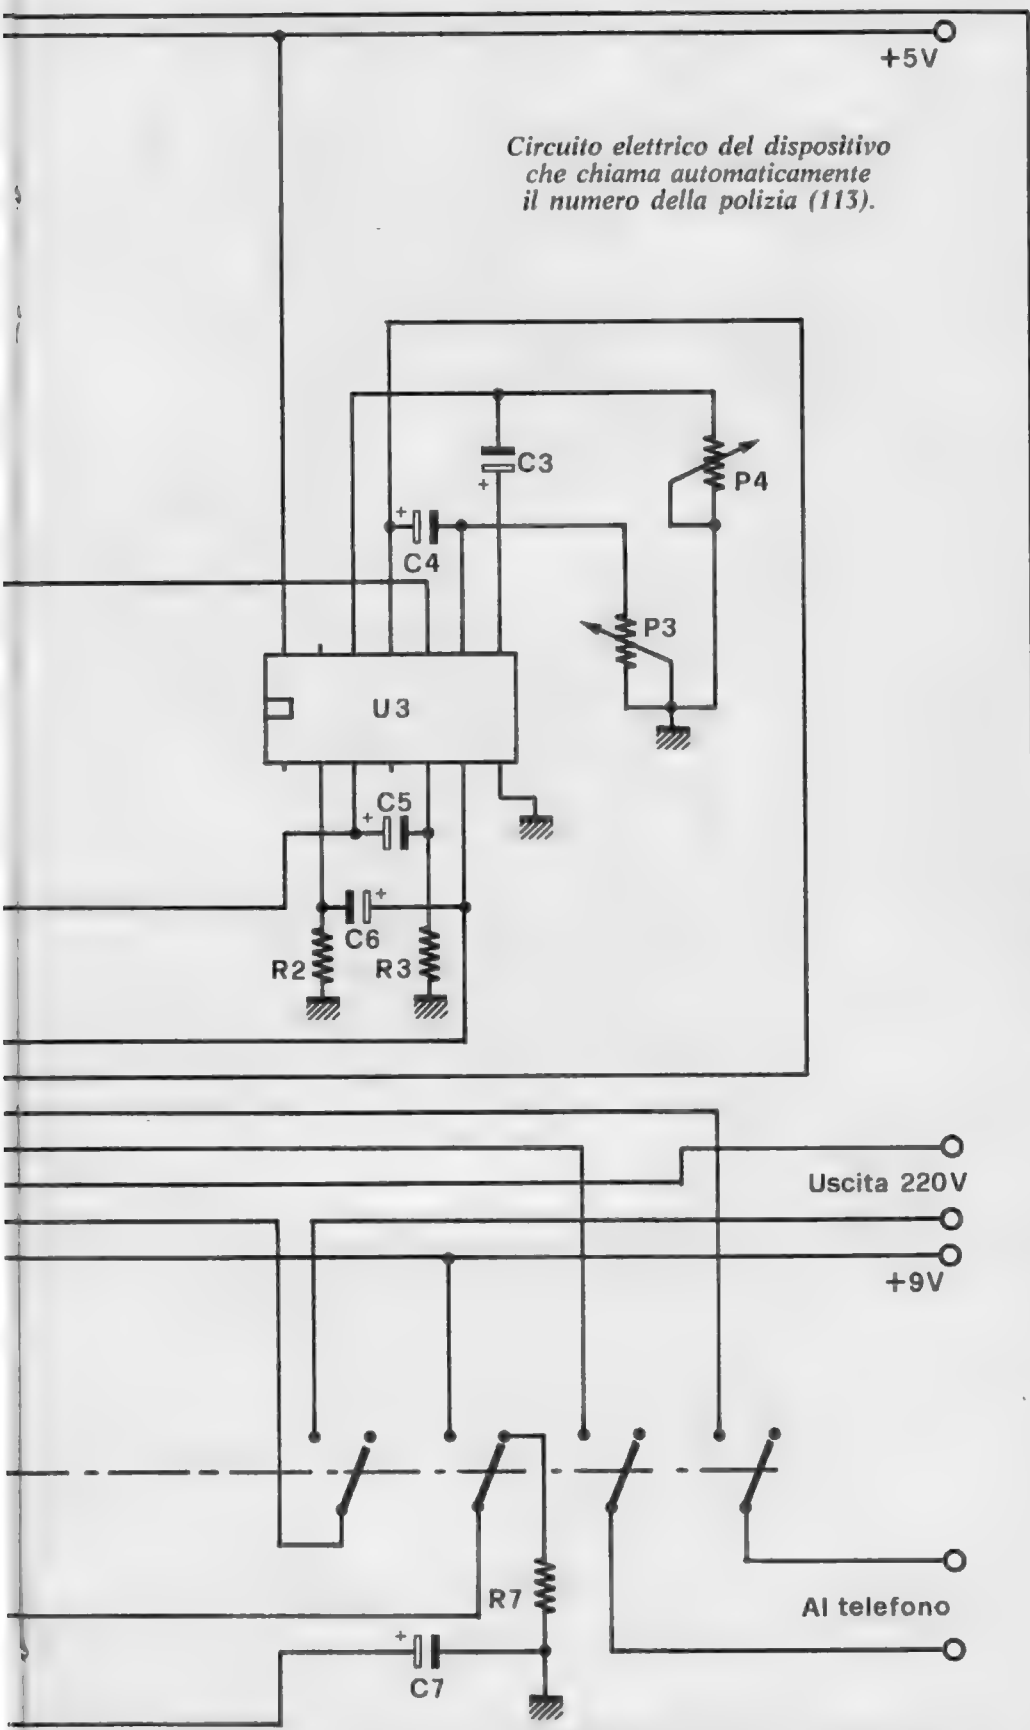 +5V
Circuito elettrico del dispositivo
che chiama automaticamente
il numero della polizia (113).
C3
+
P4
+
C4
P3
U3
C5
+
+
C6
R2
R3
Uscita 220V
+9V
R7
Al telefono
+
C7